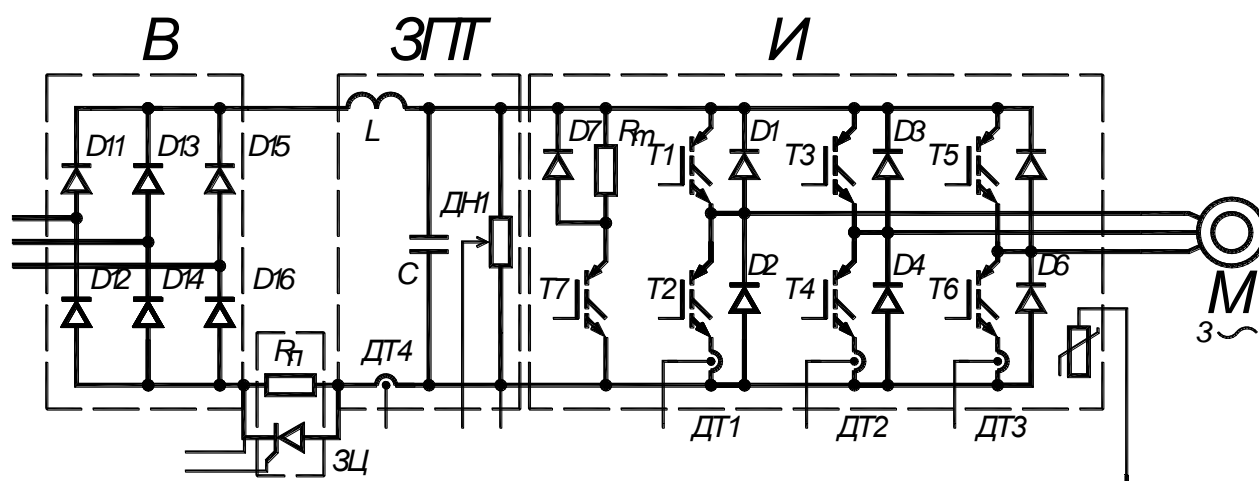 В ЗПТ И
D11 D13 D15 L D7 Rт T1 D1 T3 D3 T5
ДН1
D12 D14 D16 C T7 T2 D2 T4 D4 T6 D6 М
3~
Rп ДТ4
ЗЦ ДТ1 ДТ2 ДТ3